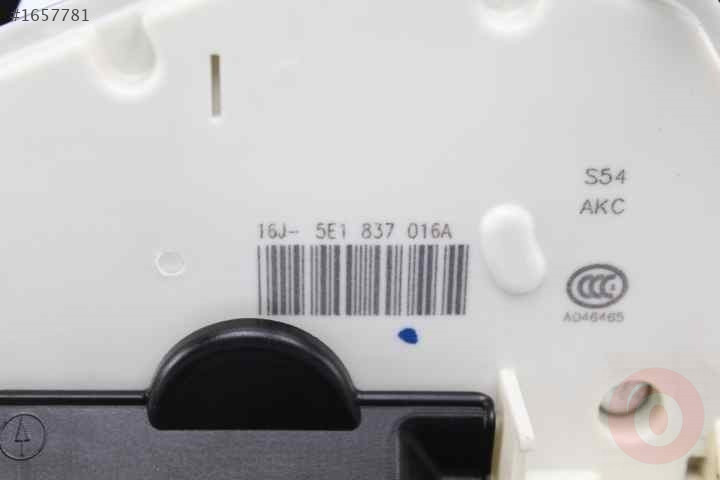 #1657781
S54
AKC
16J- 5E1 837 016A
CCC
A046465